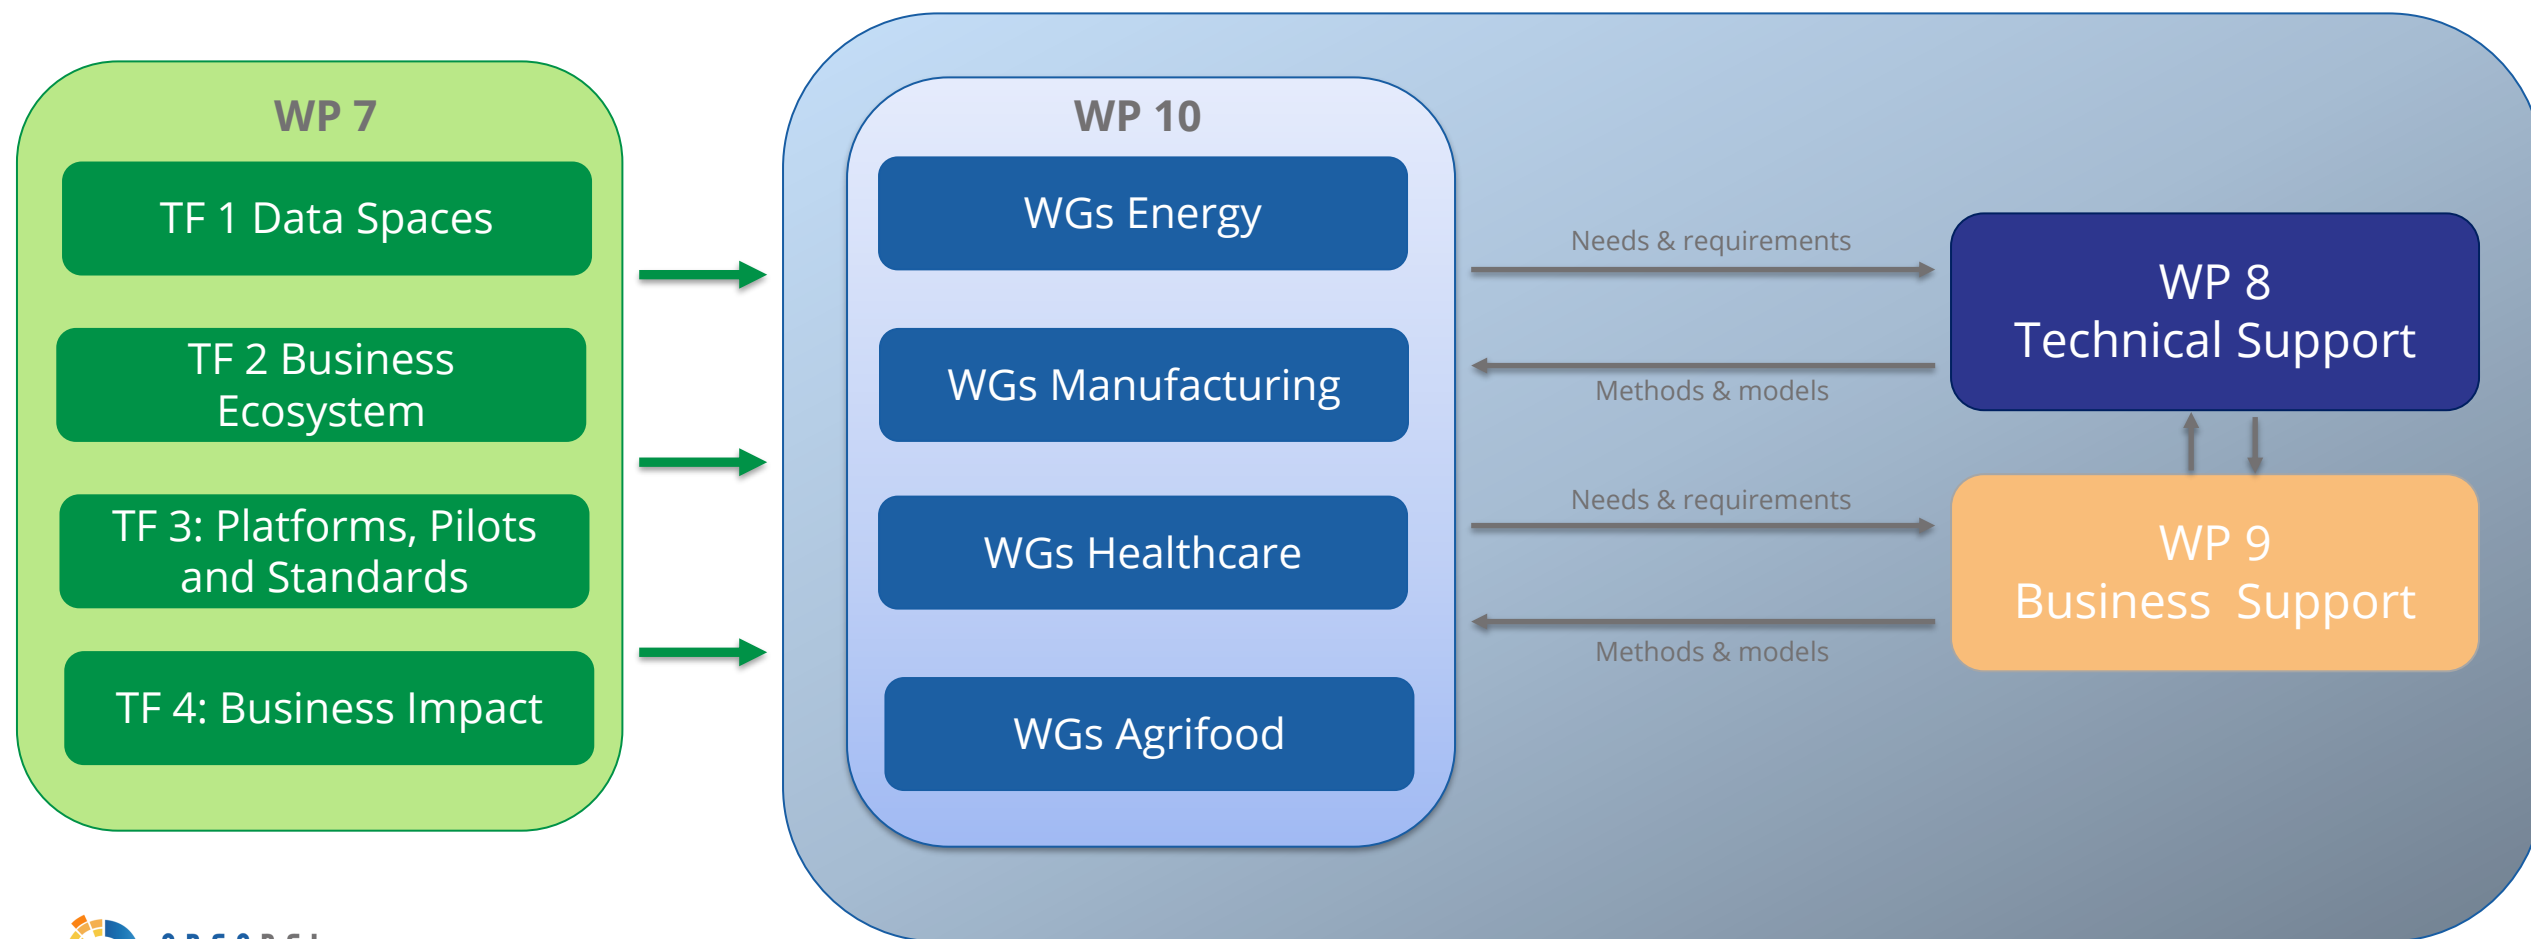 WP 7
TF 1 Data Spaces
TF 2 Business
Ecosystem
TF 3: Platforms, Pilots
and Standards
TF 4: Business Impact
WP 10
WGs Energy
WGs Manufacturing
WGs Healthcare
WGs Agrifood
Needs & requirements
Methods & models
Needs & requirements
Methods & models
WP 8
Technical Support
WP 9
Business  Support